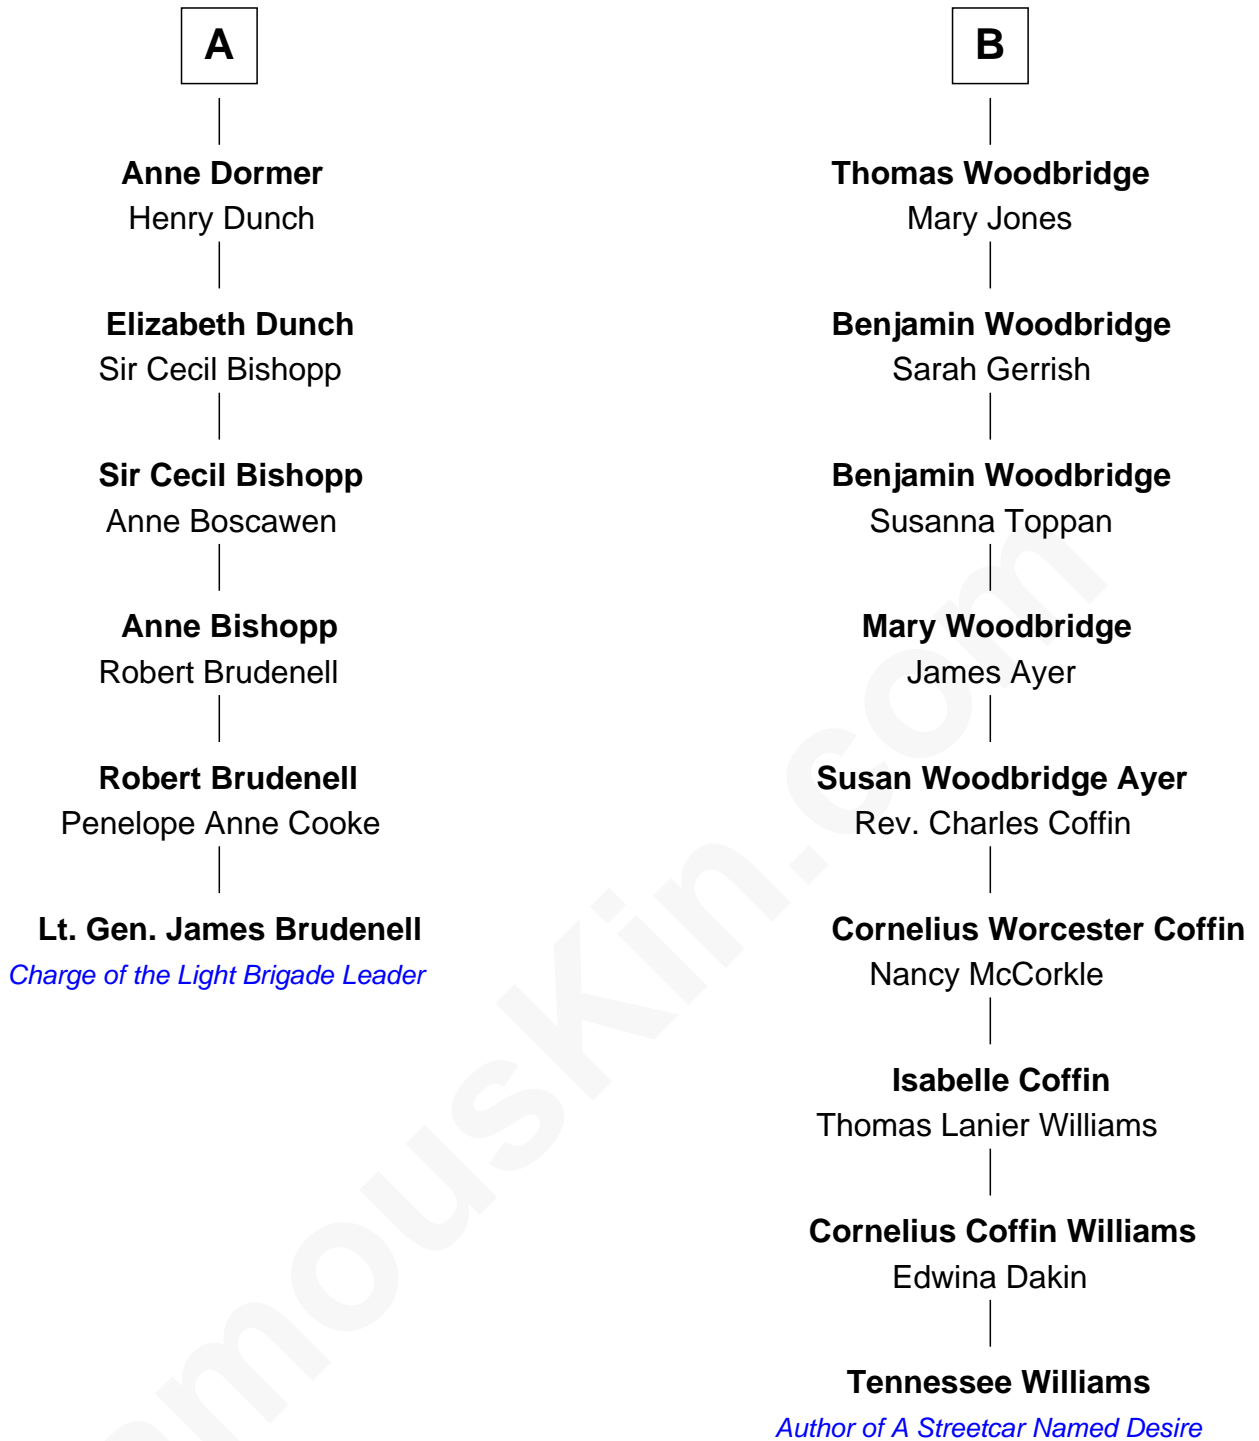 A
Anne Dormer
Henry Dunch
Elizabeth Dunch
Sir Cecil Bishopp
Sir Cecil Bishopp
Anne Boscawen
Anne Bishopp
Robert Brudenell
Robert Brudenell
Penelope Anne Cooke
Lt. Gen. James Brudenell
Charge of the Light Brigade Leader
B
Thomas Woodbridge
Mary Jones
Benjamin Woodbridge
Sarah Gerrish
Benjamin Woodbridge
Susanna Toppan
Mary Woodbridge
James Ayer
Susan Woodbridge Ayer
Rev. Charles Coffin
Cornelius Worcester Coffin
Nancy McCorkle
Isabelle Coffin
Thomas Lanier Williams
Cornelius Coffin Williams
Edwina Dakin
Tennessee Williams
Author of A Streetcar Named Desire
amousKin.com